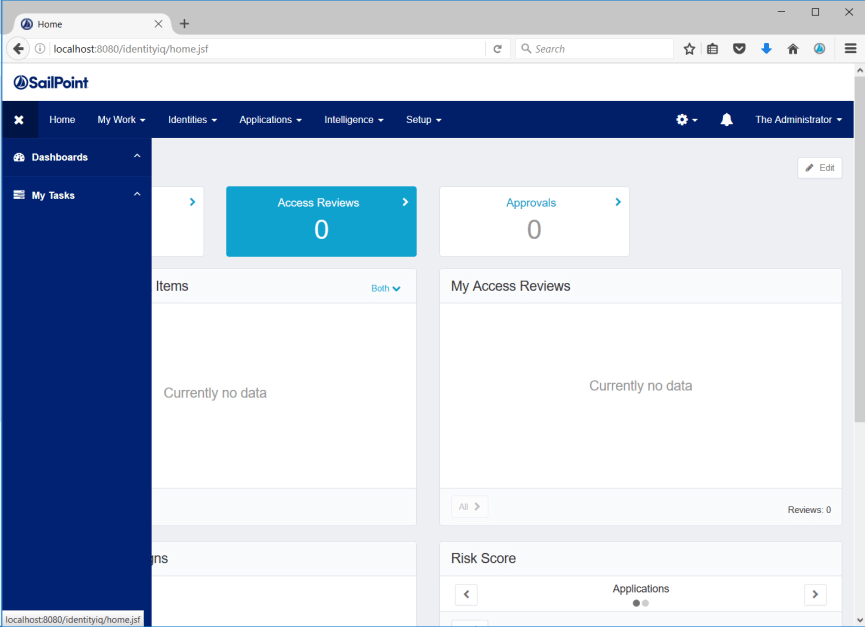 Home
localhost:8080/identityiq/home.jsf
Search
SailPoint
Home My Work Identities Applications Intelligence Setup The Administrator
Dashboards
My Tasks
Edit
Access Reviews
0
Approvals
0
Items Both
Currently no data
My Access Reviews
Currently no data
All
Reviews: 0
gns
Risk Score
Applications
localhost:8080/identityiq/home.jsf